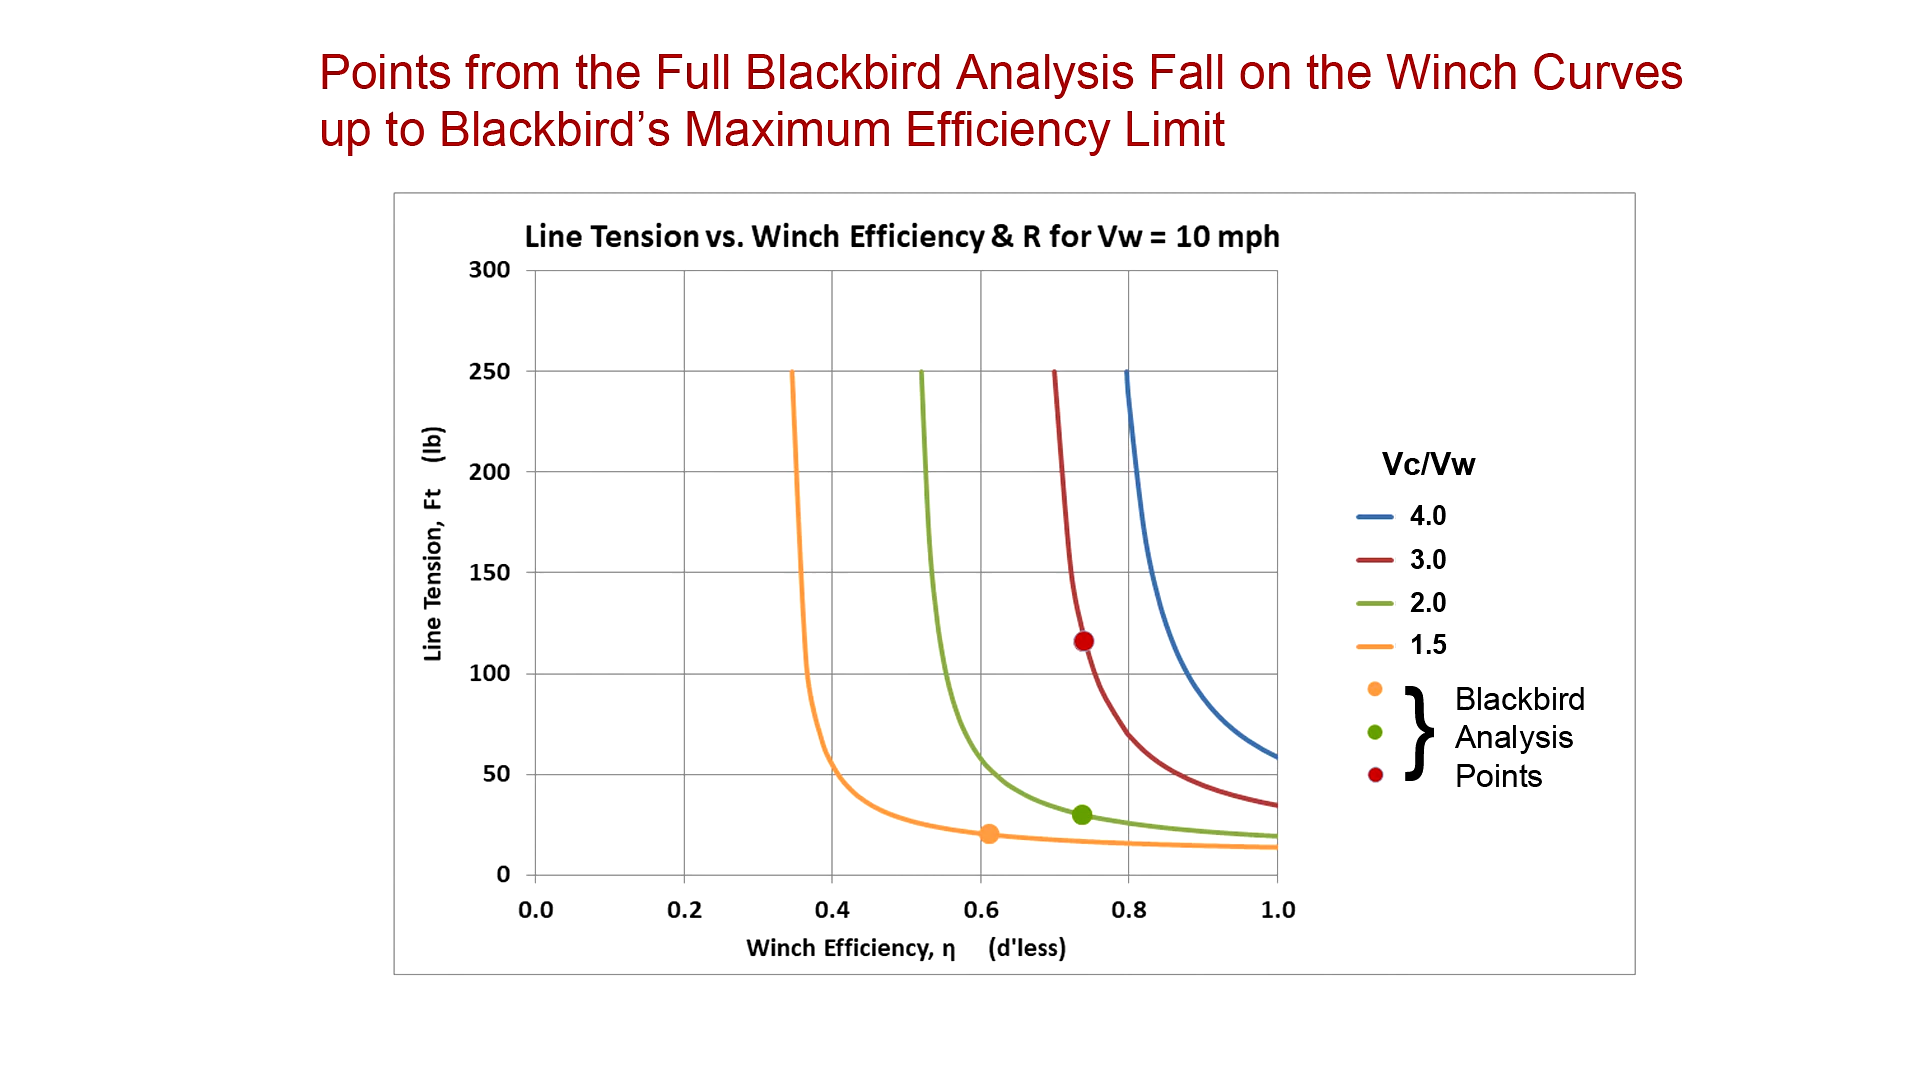 Points from the Full Blackbird Analysis Fall on the Winch Curves
up to Blackbird’s Maximum Efficiency Limit
Line Tension vs. Winch Efficiency & R for Vw = 10 mph
300
250
200
150
100
50
0
Line Tension, Ft (lb)
0.0 0.2 0.4 0.6 0.8 1.0
Winch Efficiency, η (d'less)
Vc/Vw
4.0
3.0
2.0
1.5
} Blackbird
Analysis
Points